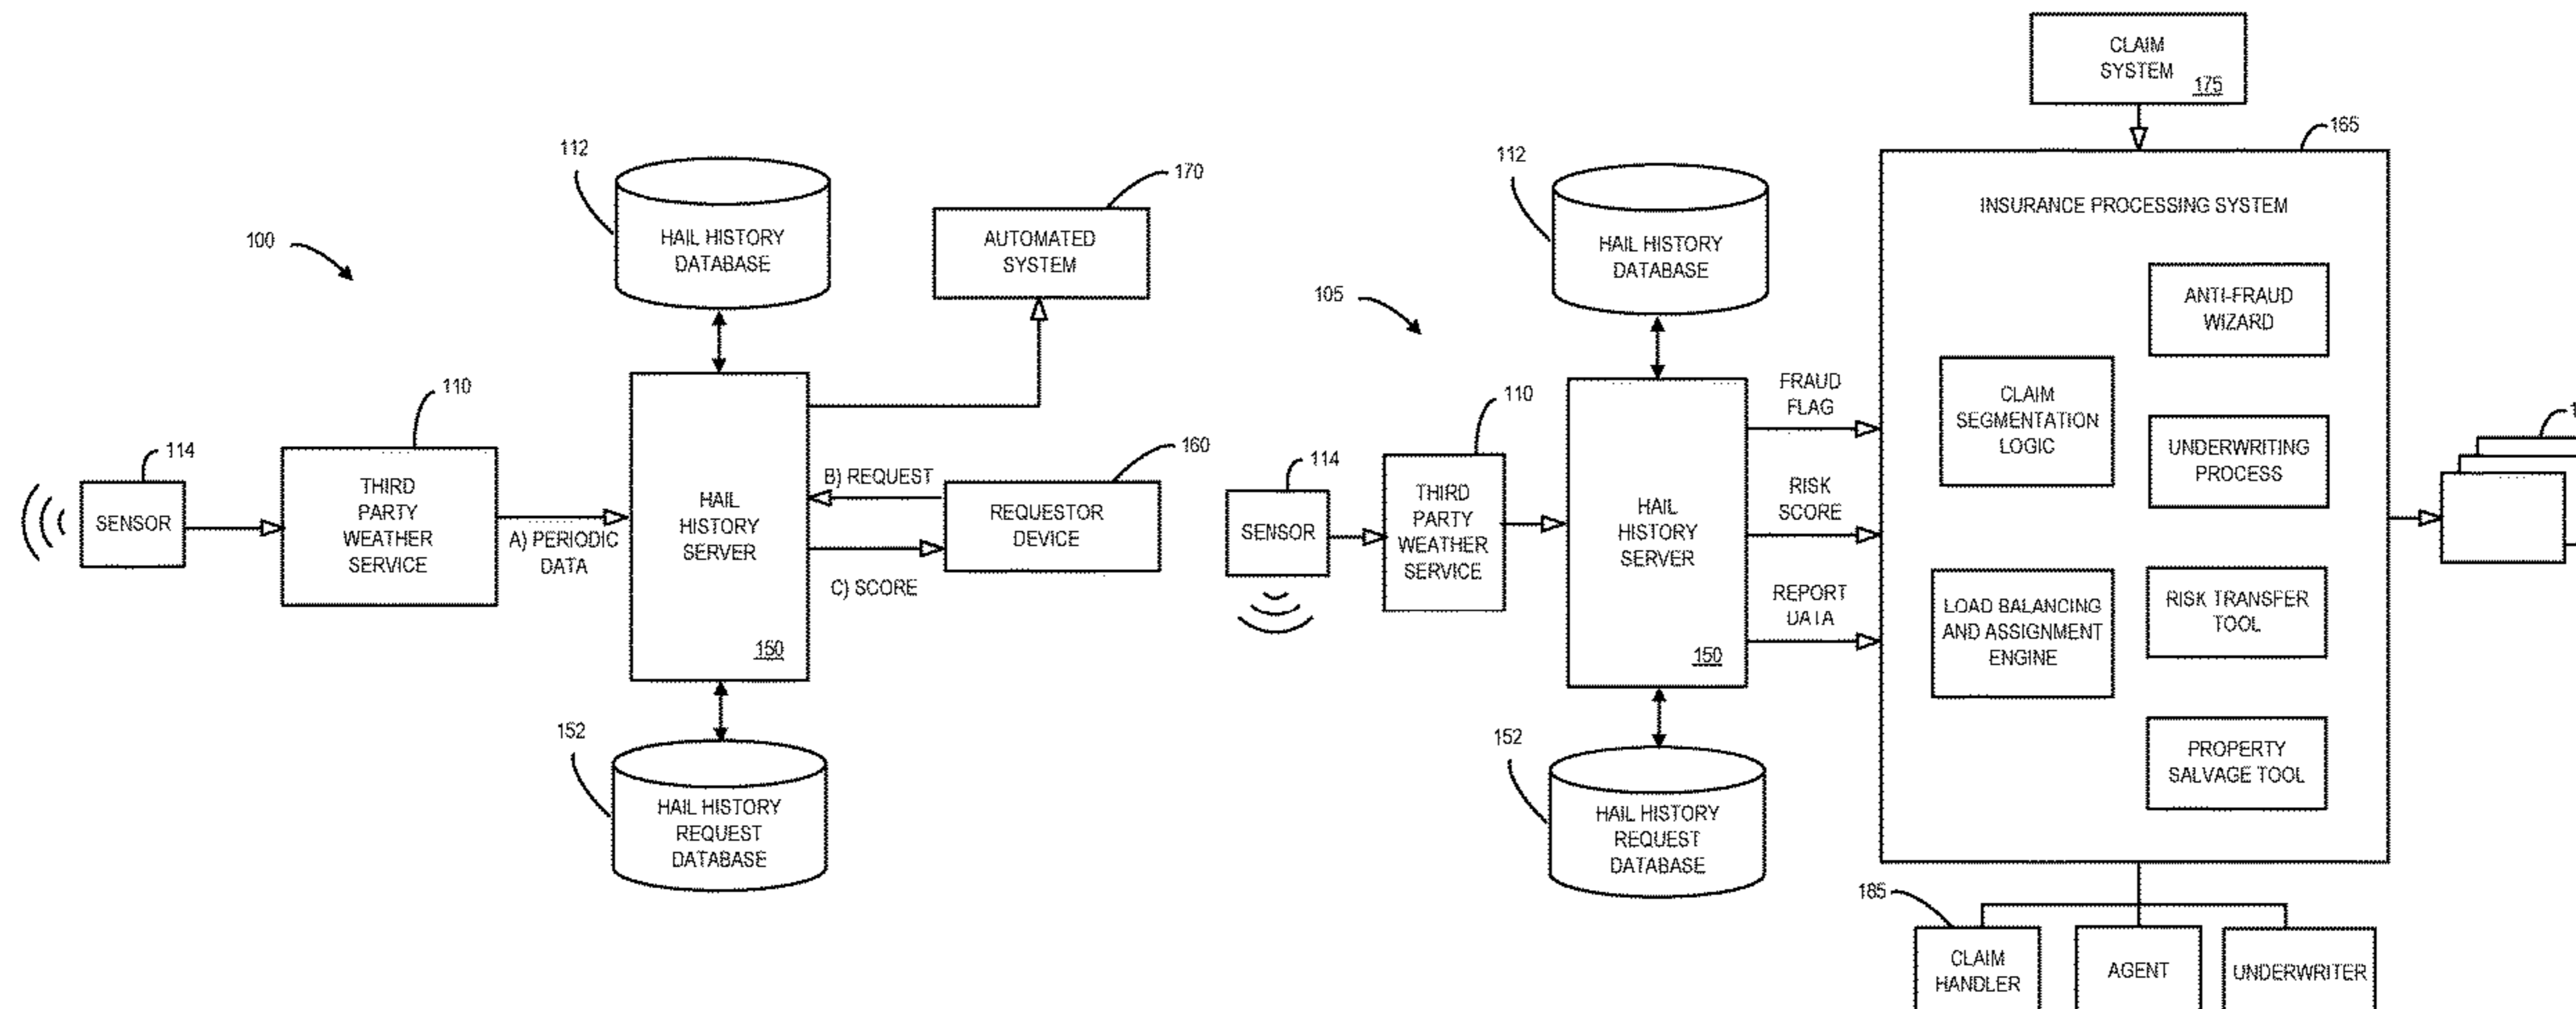 100
112
HAIL HISTORY
DATABASE
170
AUTOMATED
SYSTEM
114
SENSOR
110
THIRD
PARTY
WEATHER
SERVICE
A) PERIODIC
DATA
HAIL
HISTORY
SERVER
150
B) REQUEST
C) SCORE
160
REQUESTOR
DEVICE
152
HAIL HISTORY
REQUEST
DATABASE
105
112
HAIL HISTORY
DATABASE
114
SENSOR
110
THIRD
PARTY
WEATHER
SERVICE
HAIL
HISTORY
SERVER
150
152
HAIL HISTORY
REQUEST
DATABASE
FRAUD
FLAG
RISK
SCORE
REPORT
DATA
CLAIM
SYSTEM
175
165
INSURANCE PROCESSING SYSTEM
ANTI-FRAUD
WIZARD
CLAIM
SEGMENTATION
LOGIC
UNDERWRITING
PROCESS
LOAD BALANCING
AND ASSIGNMENT
ENGINE
RISK TRANSFER
TOOL
PROPERTY
SALVAGE TOOL
185
CLAIM
HANDLER
AGENT
UNDERWRITER